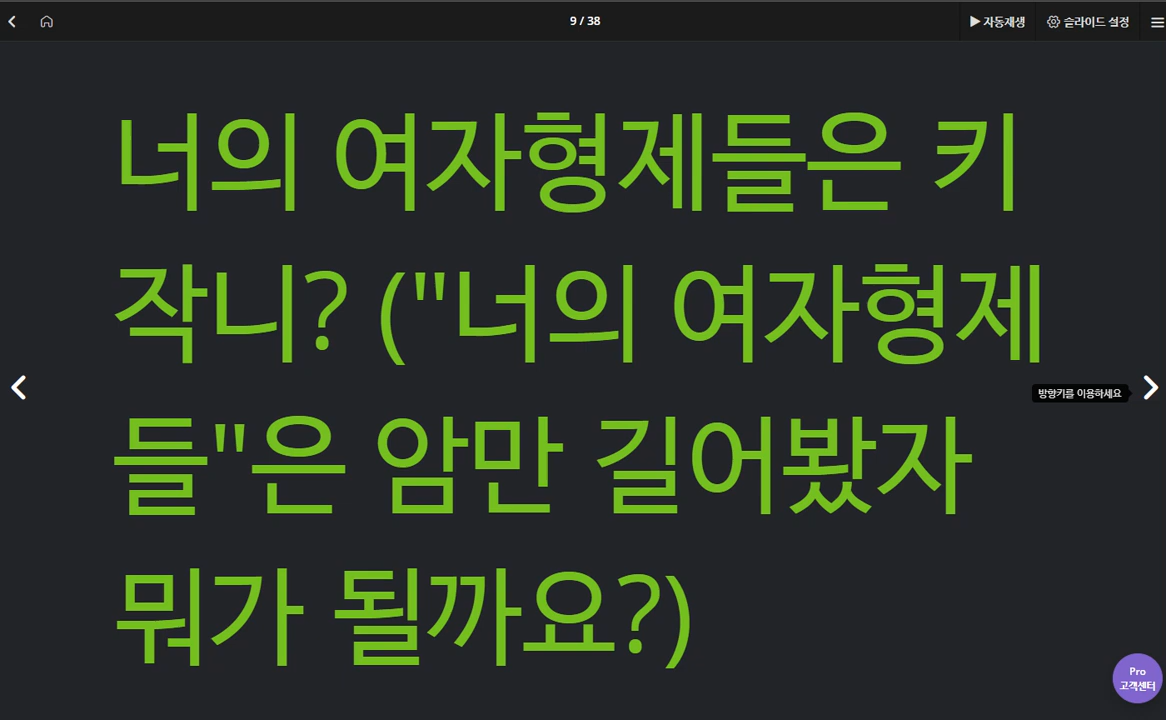 9 / 38
▶ 자동재생
슬라이드 설정
너의 여자형제들은 키
작니? ("너의 여자형제
들"은 암만 길어봤자
뭐가 될까요?)
방향키를 이용하세요
Pro
고객센터